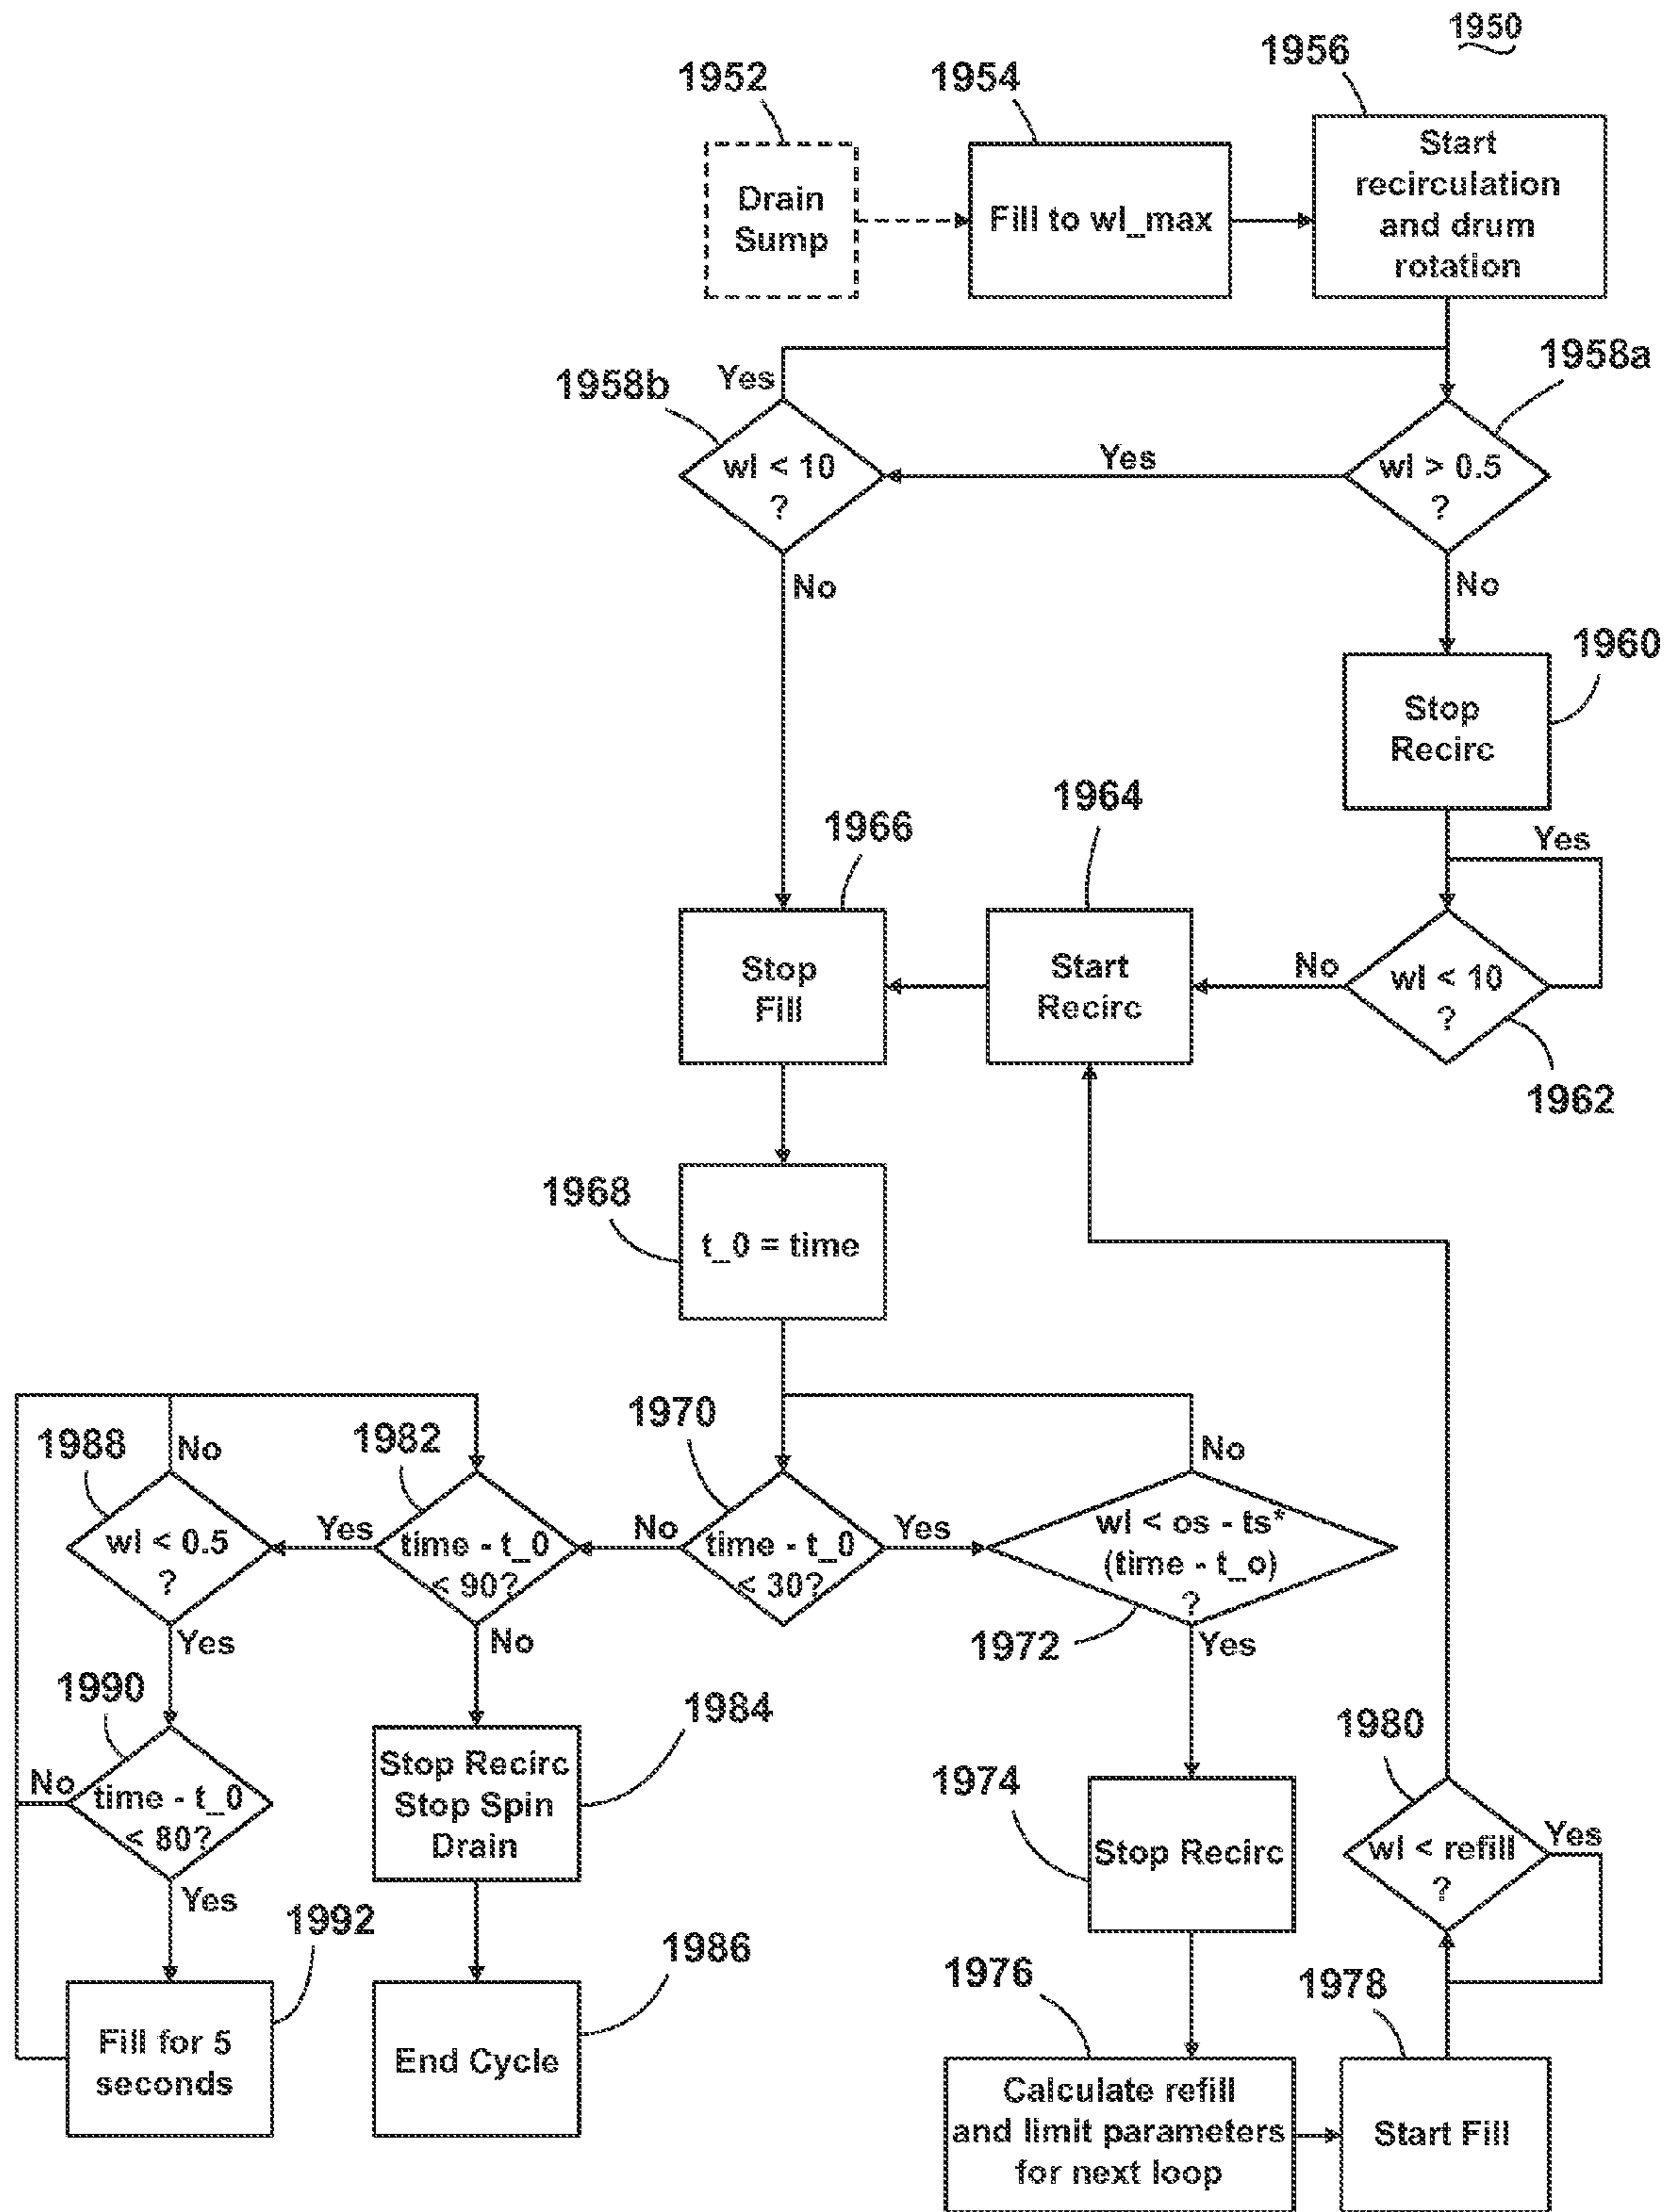 1950
1952
1954
1956
Drain
Sump
Fill to wl_max
Start
recirculation
and drum
rotation
1958b
Yes
1958a
wl < 10
?
Yes
wl > 0.5
?
No
No
1960
Stop
Recirc
1966
1964
Yes
Stop
Fill
Start
Recirc
No
wl < 10
?
1962
1968
t_0 = time
1988
No
1982
1970
No
wl < 0.5
?
Yes
time - t_0
< 90?
No
time - t_0
< 30?
Yes
wl < os - ts*
(time - t_o)
?
1972
Yes
No
Yes
1990
No
time - t_0
< 80?
Yes
1984
Stop Recirc
Stop Spin
Drain
1974
Stop Recirc
1980
wl < refill
?
Yes
1992
Fill for 5
seconds
1986
End Cycle
1976
Calculate refill
and limit parameters
for next loop
1978
Start Fill